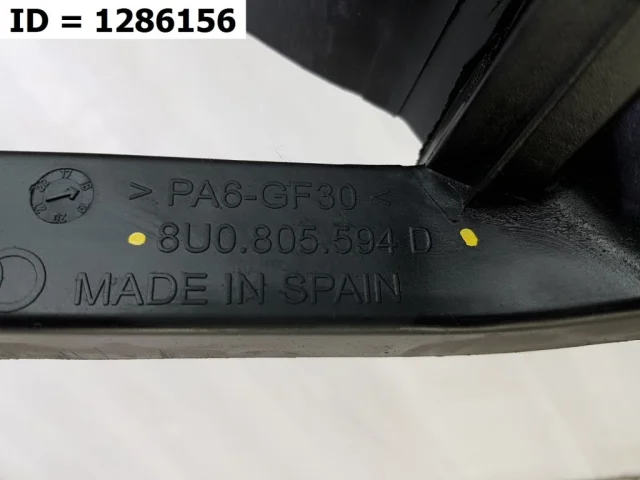 ID = 1286156
> PA6-GF30 <
8U0.805.594 D
MADE IN SPAIN